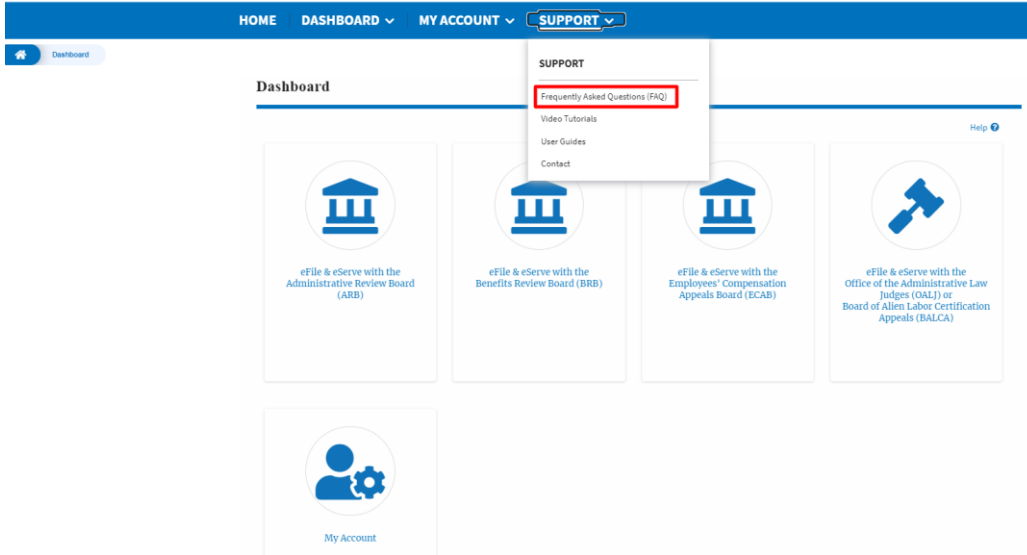 HOME DASHBOARD MY ACCOUNT SUPPORT
Dashboard
SUPPORT
Frequently Asked Questions (FAQ)
Video Tutorials
User Guides
Contact
Dashboard
Help
eFile & eServe with the
Administrative Review Board
(ARB)
eFile & eServe with the
Benefits Review Board (BRB)
eFile & eServe with the
Employees' Compensation
Appeals Board (ECAB)
eFile & eServe with the
Office of the Administrative Law
Judges (OALJ) or
Board of Alien Labor Certification
Appeals (BALCA)
My Account